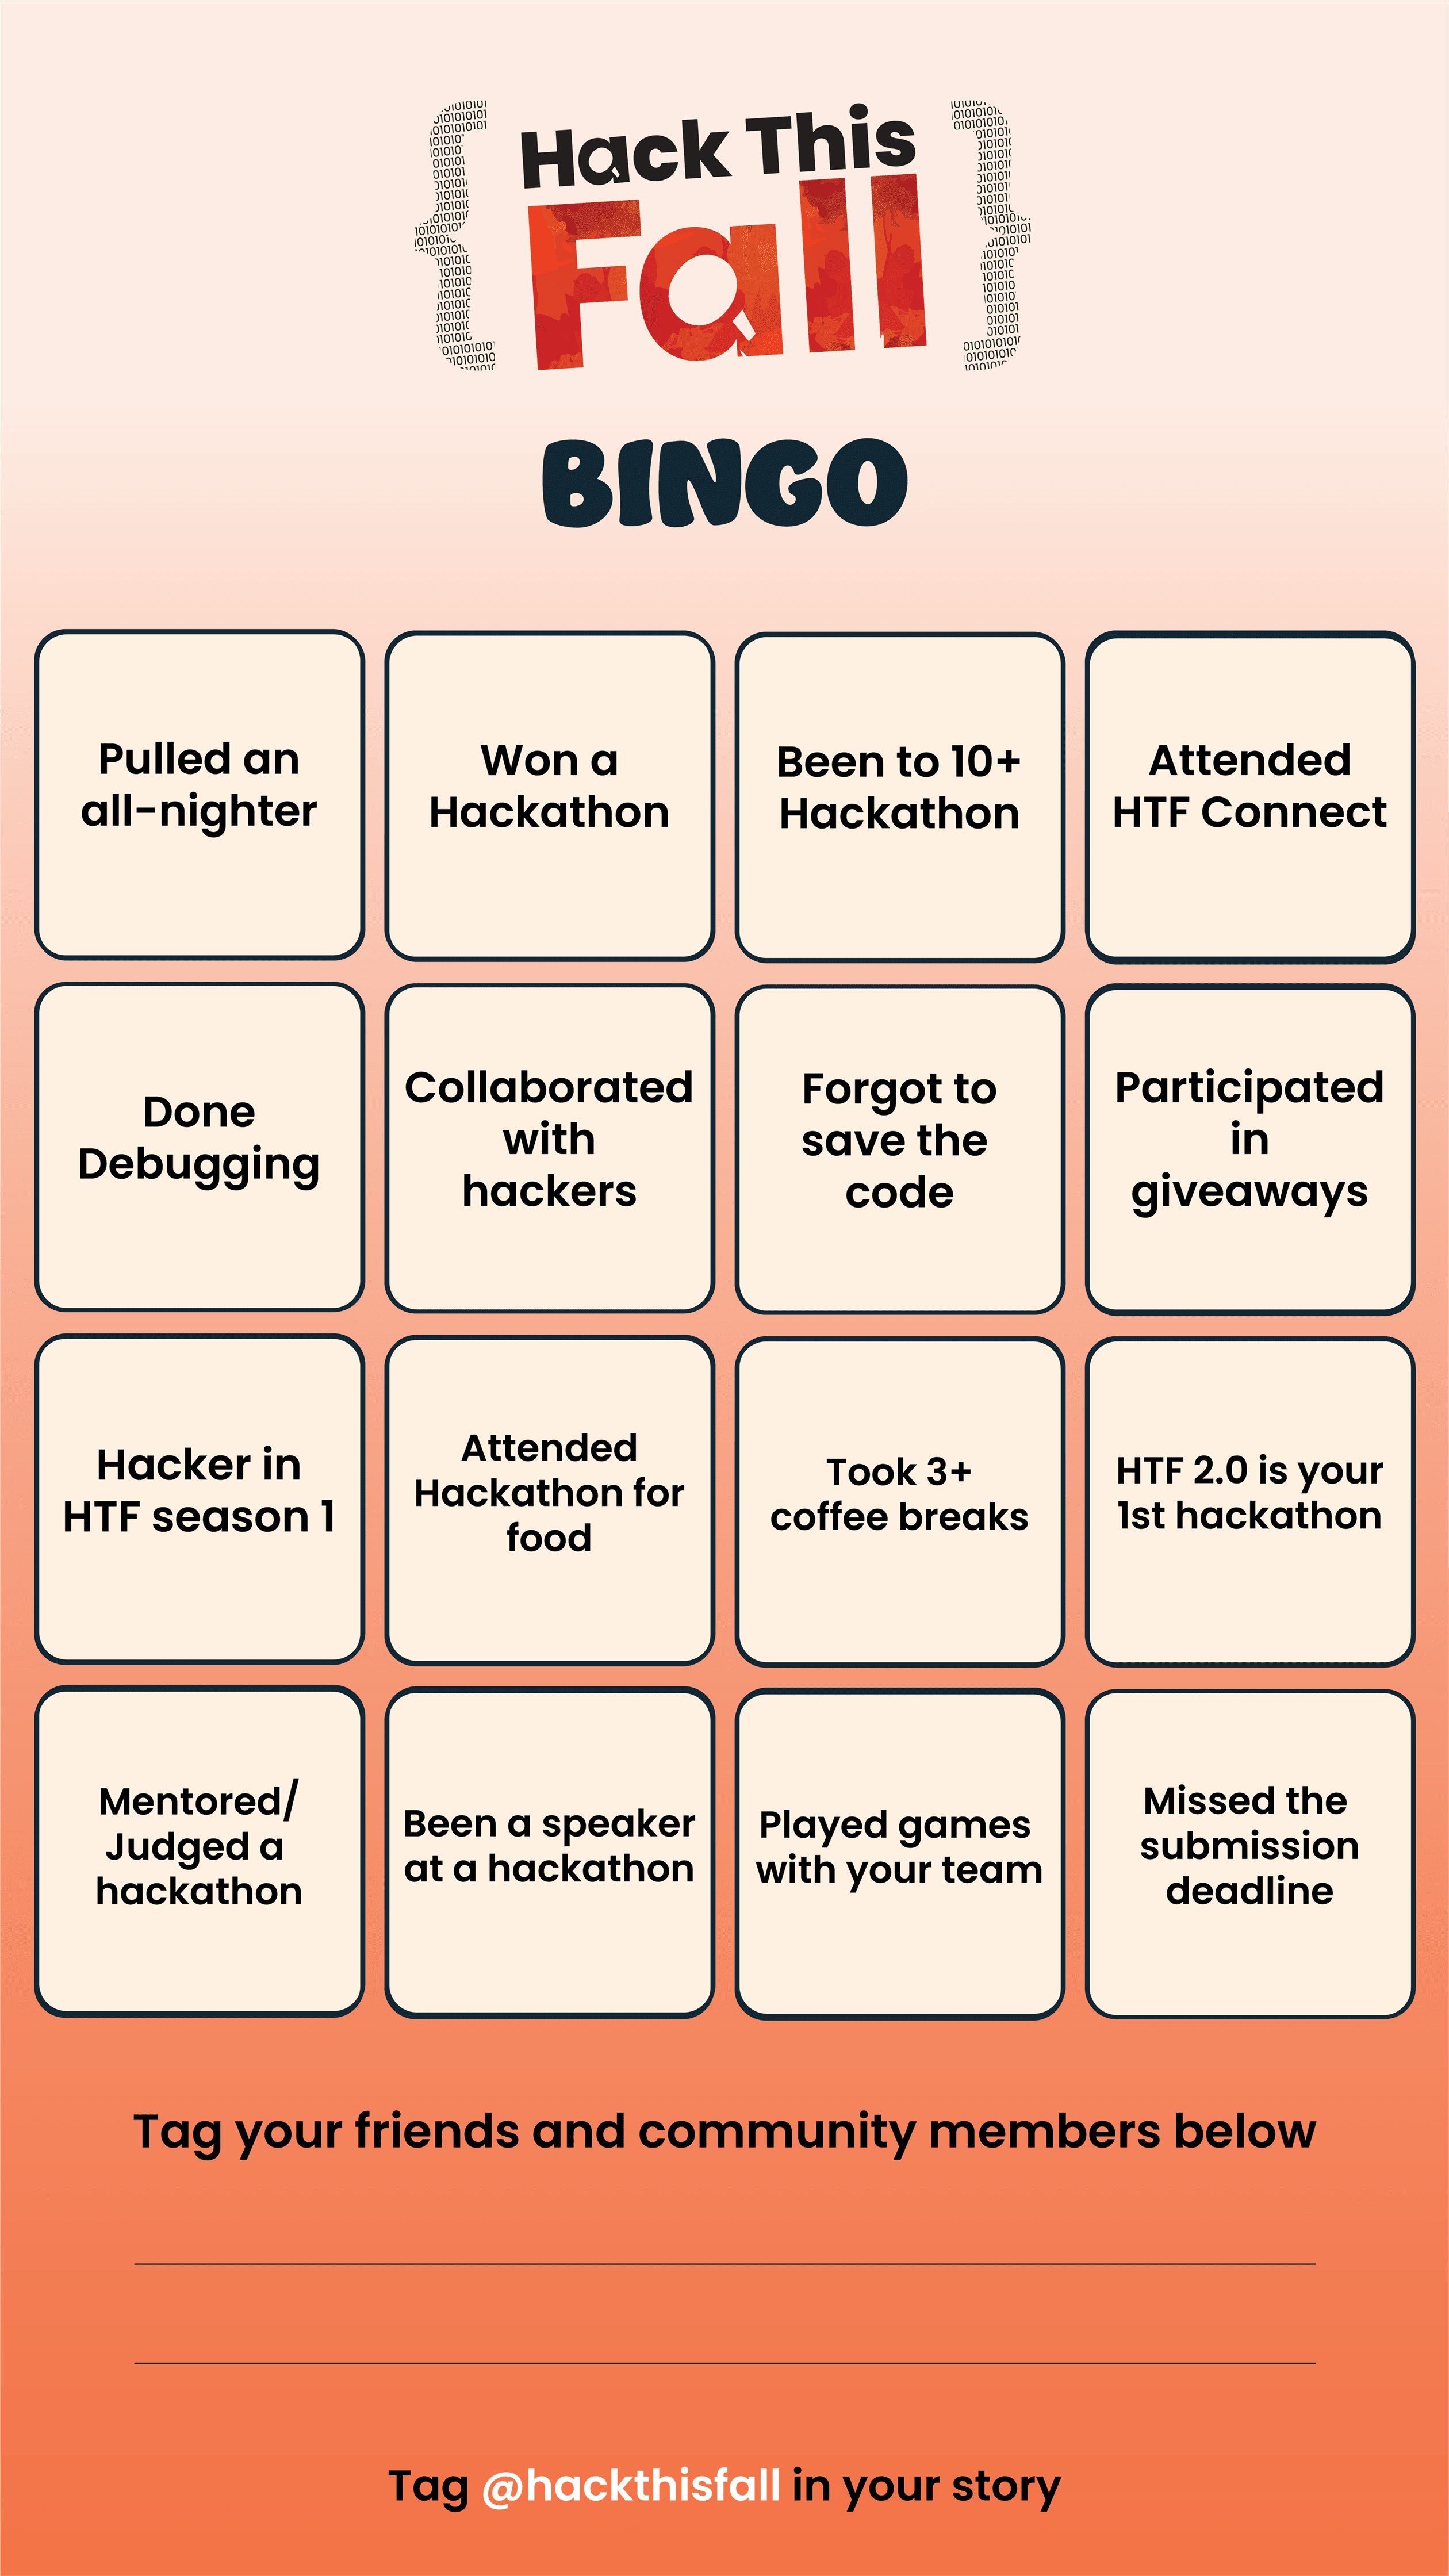 Hack This
Fall
BINGO
Pulled an
all-nighter
Won a
Hackathon
Been to 10+
Hackathon
Attended
HTF Connect
Done
Debugging
Collaborated
with
hackers
Forgot to
save the
code
Participated
in
giveaways
Hacker in
HTF season 1
Attended
Hackathon for
food
Took 3+
coffee breaks
HTF 2.0 is your
1st hackathon
Mentored/
Judged a
hackathon
Been a speaker
at a hackathon
Played games
with your team
Missed the
submission
deadline
Tag your friends and community members below
Tag @hackthisfall in your story